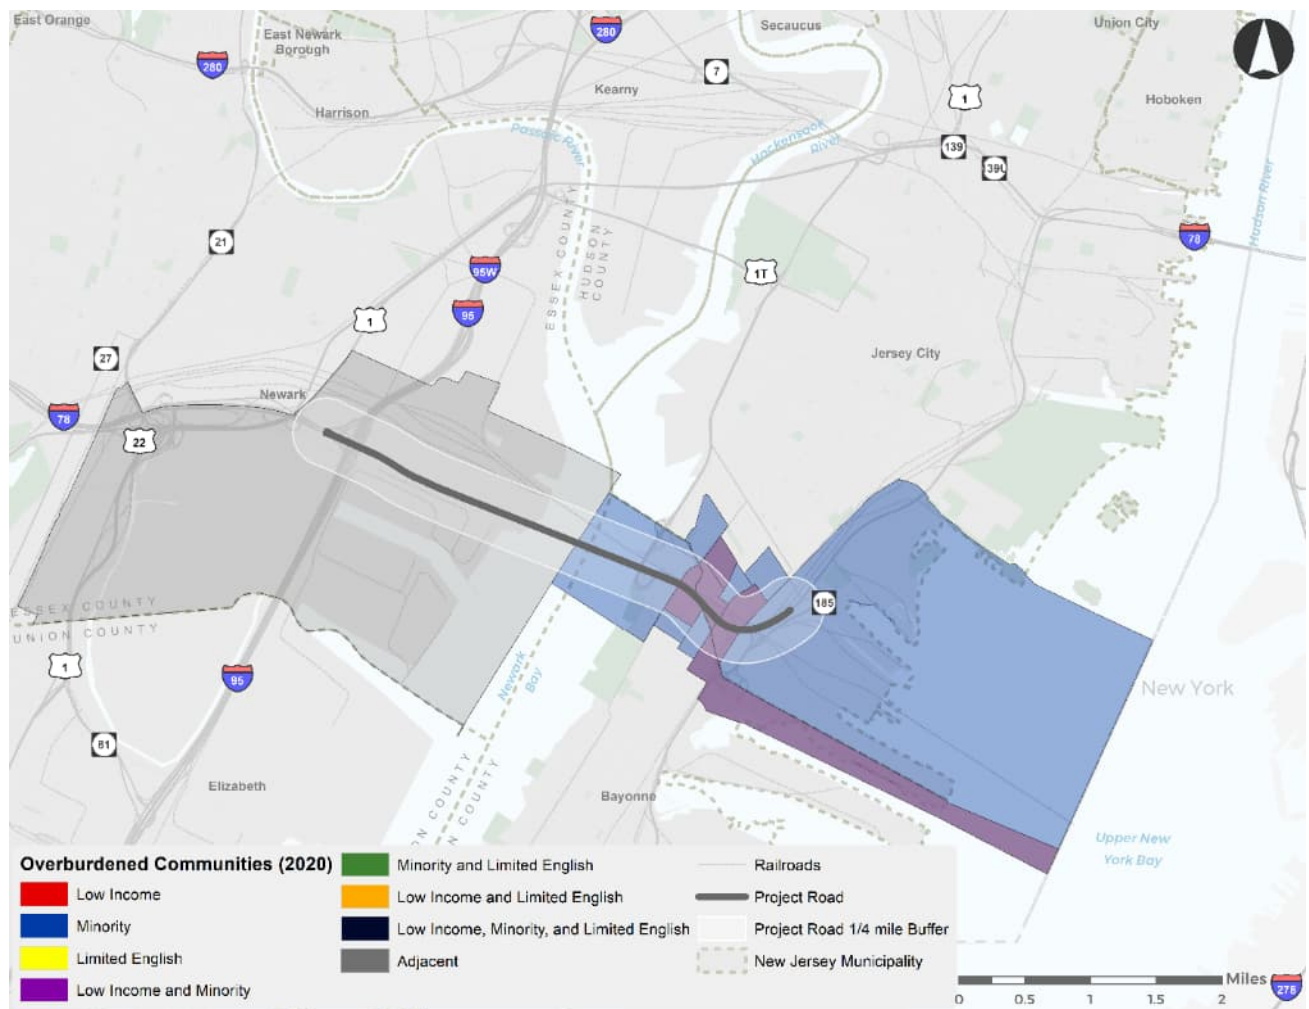 East Orange
East Newark
Borough
280
280
Secaucus
Union City
7
Kearny
Harrison
1
Hoboken
Passaic River
Hackensack
River
139
39U
21
78
Hudson River
95W
ESSEX COUNTY
HUDSON
COUNTY
1T
95
1
27
Jersey City
Newark
78
22
185
ESSEX COUNTY
UNION COUNTY
1
95
Newark
Bay
New York
81
Elizabeth
Bayonne
ON COUNTY
N COUNTY
Upper New
York Bay
Overburdened Communities (2020)
Low Income
Minority
Limited English
Low Income and Minority
Minority and Limited English
Low Income and Limited English
Low Income, Minority, and Limited English
Adjacent
Railroads
Project Road
Project Road 1/4 mile Buffer
New Jersey Municipality
Miles
278
0 0.5 1 1.5 2